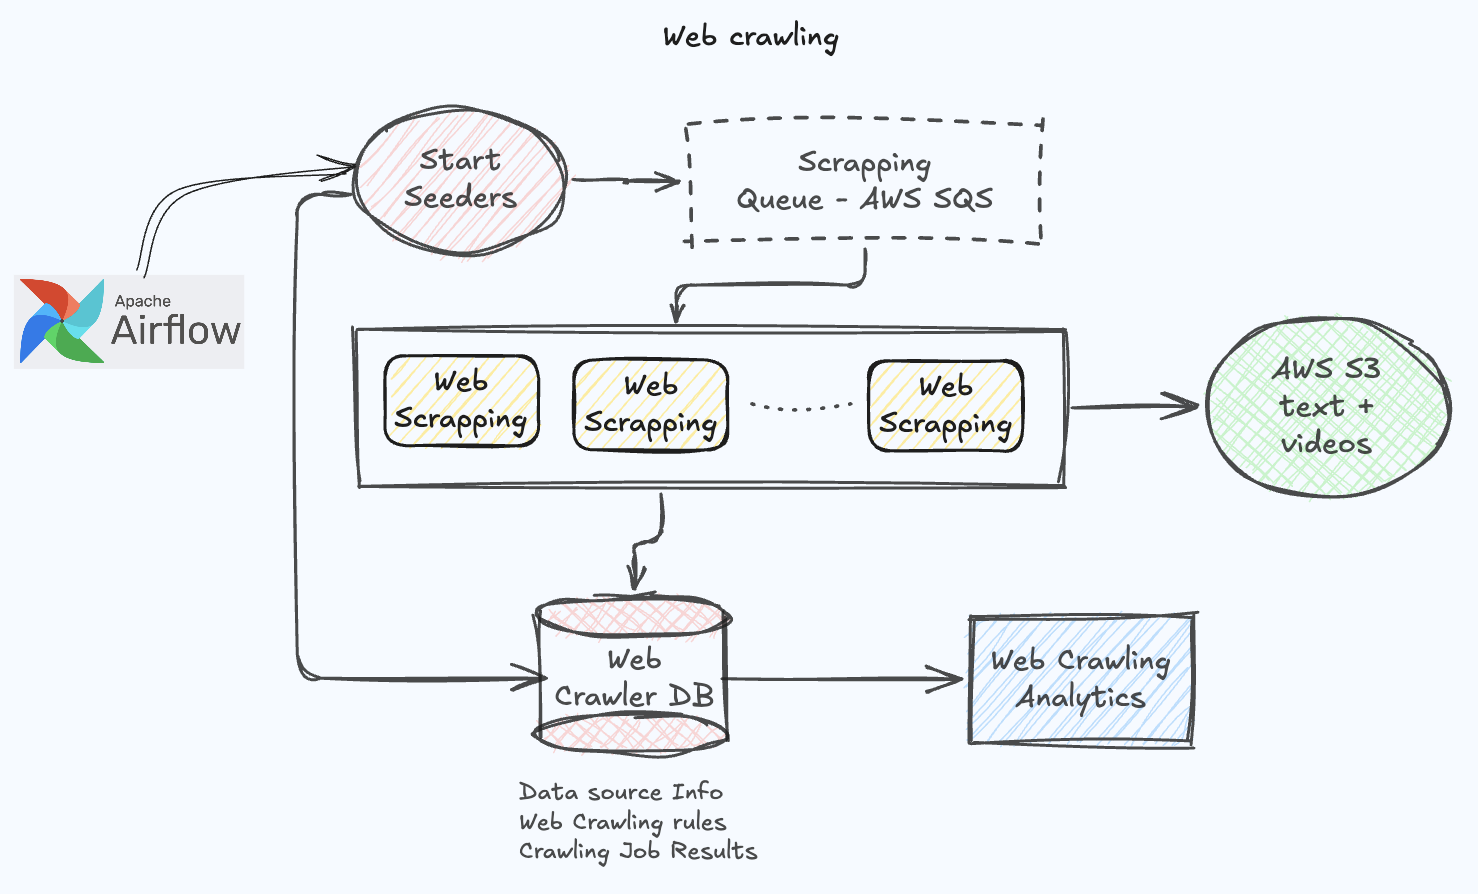 Web crawling
Start
Seeders
Scrapping
Queue - AWS SQS
Apache
Airflow
Web
Scrapping
Web
Scrapping
Web
Scrapping
AWS S3
text +
videos
Web
Crawler DB
Web Crawling
Analytics
Data source Info
Web Crawling rules
Crawling Job Results